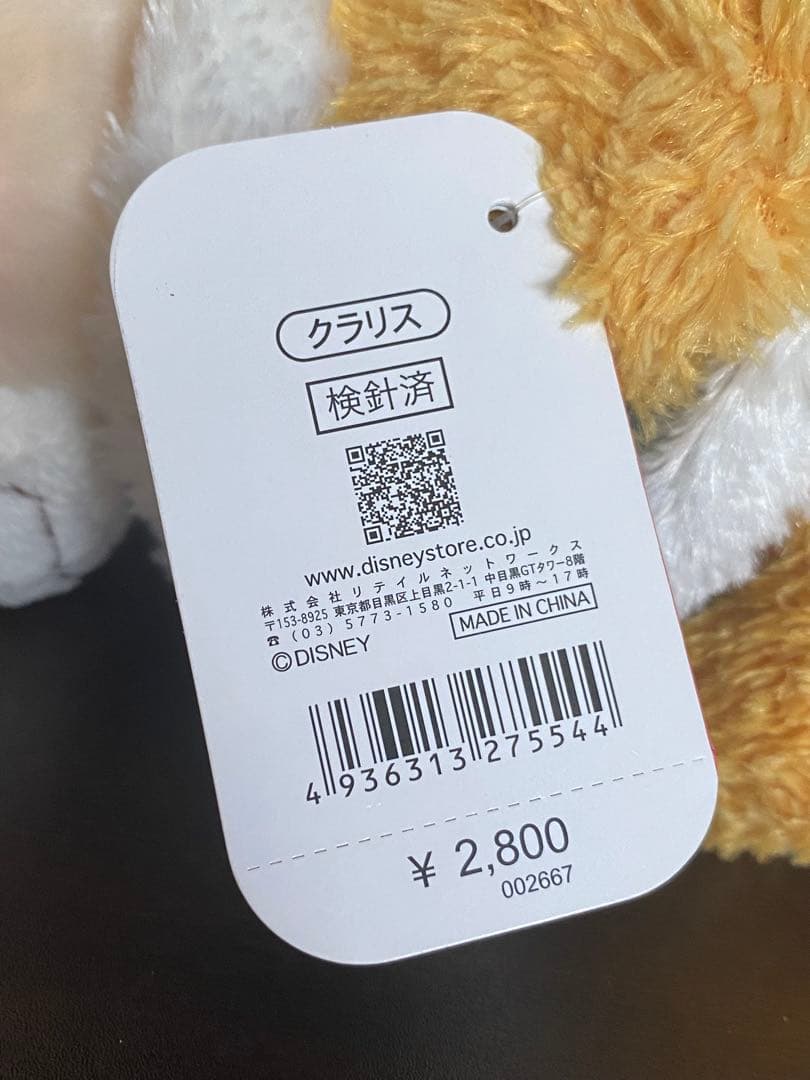 クラリス
検針済
www.disneystore.co.jp
株式会社リテイルネットワークス
〒153-8925 東京都目黒区上目黒2-1-1 中目黒GTタワー8階
☎(03)5773-1580 平日9時~17時
©DISNEY
MADE IN CHINA
4936313275544
¥ 2,800
002667